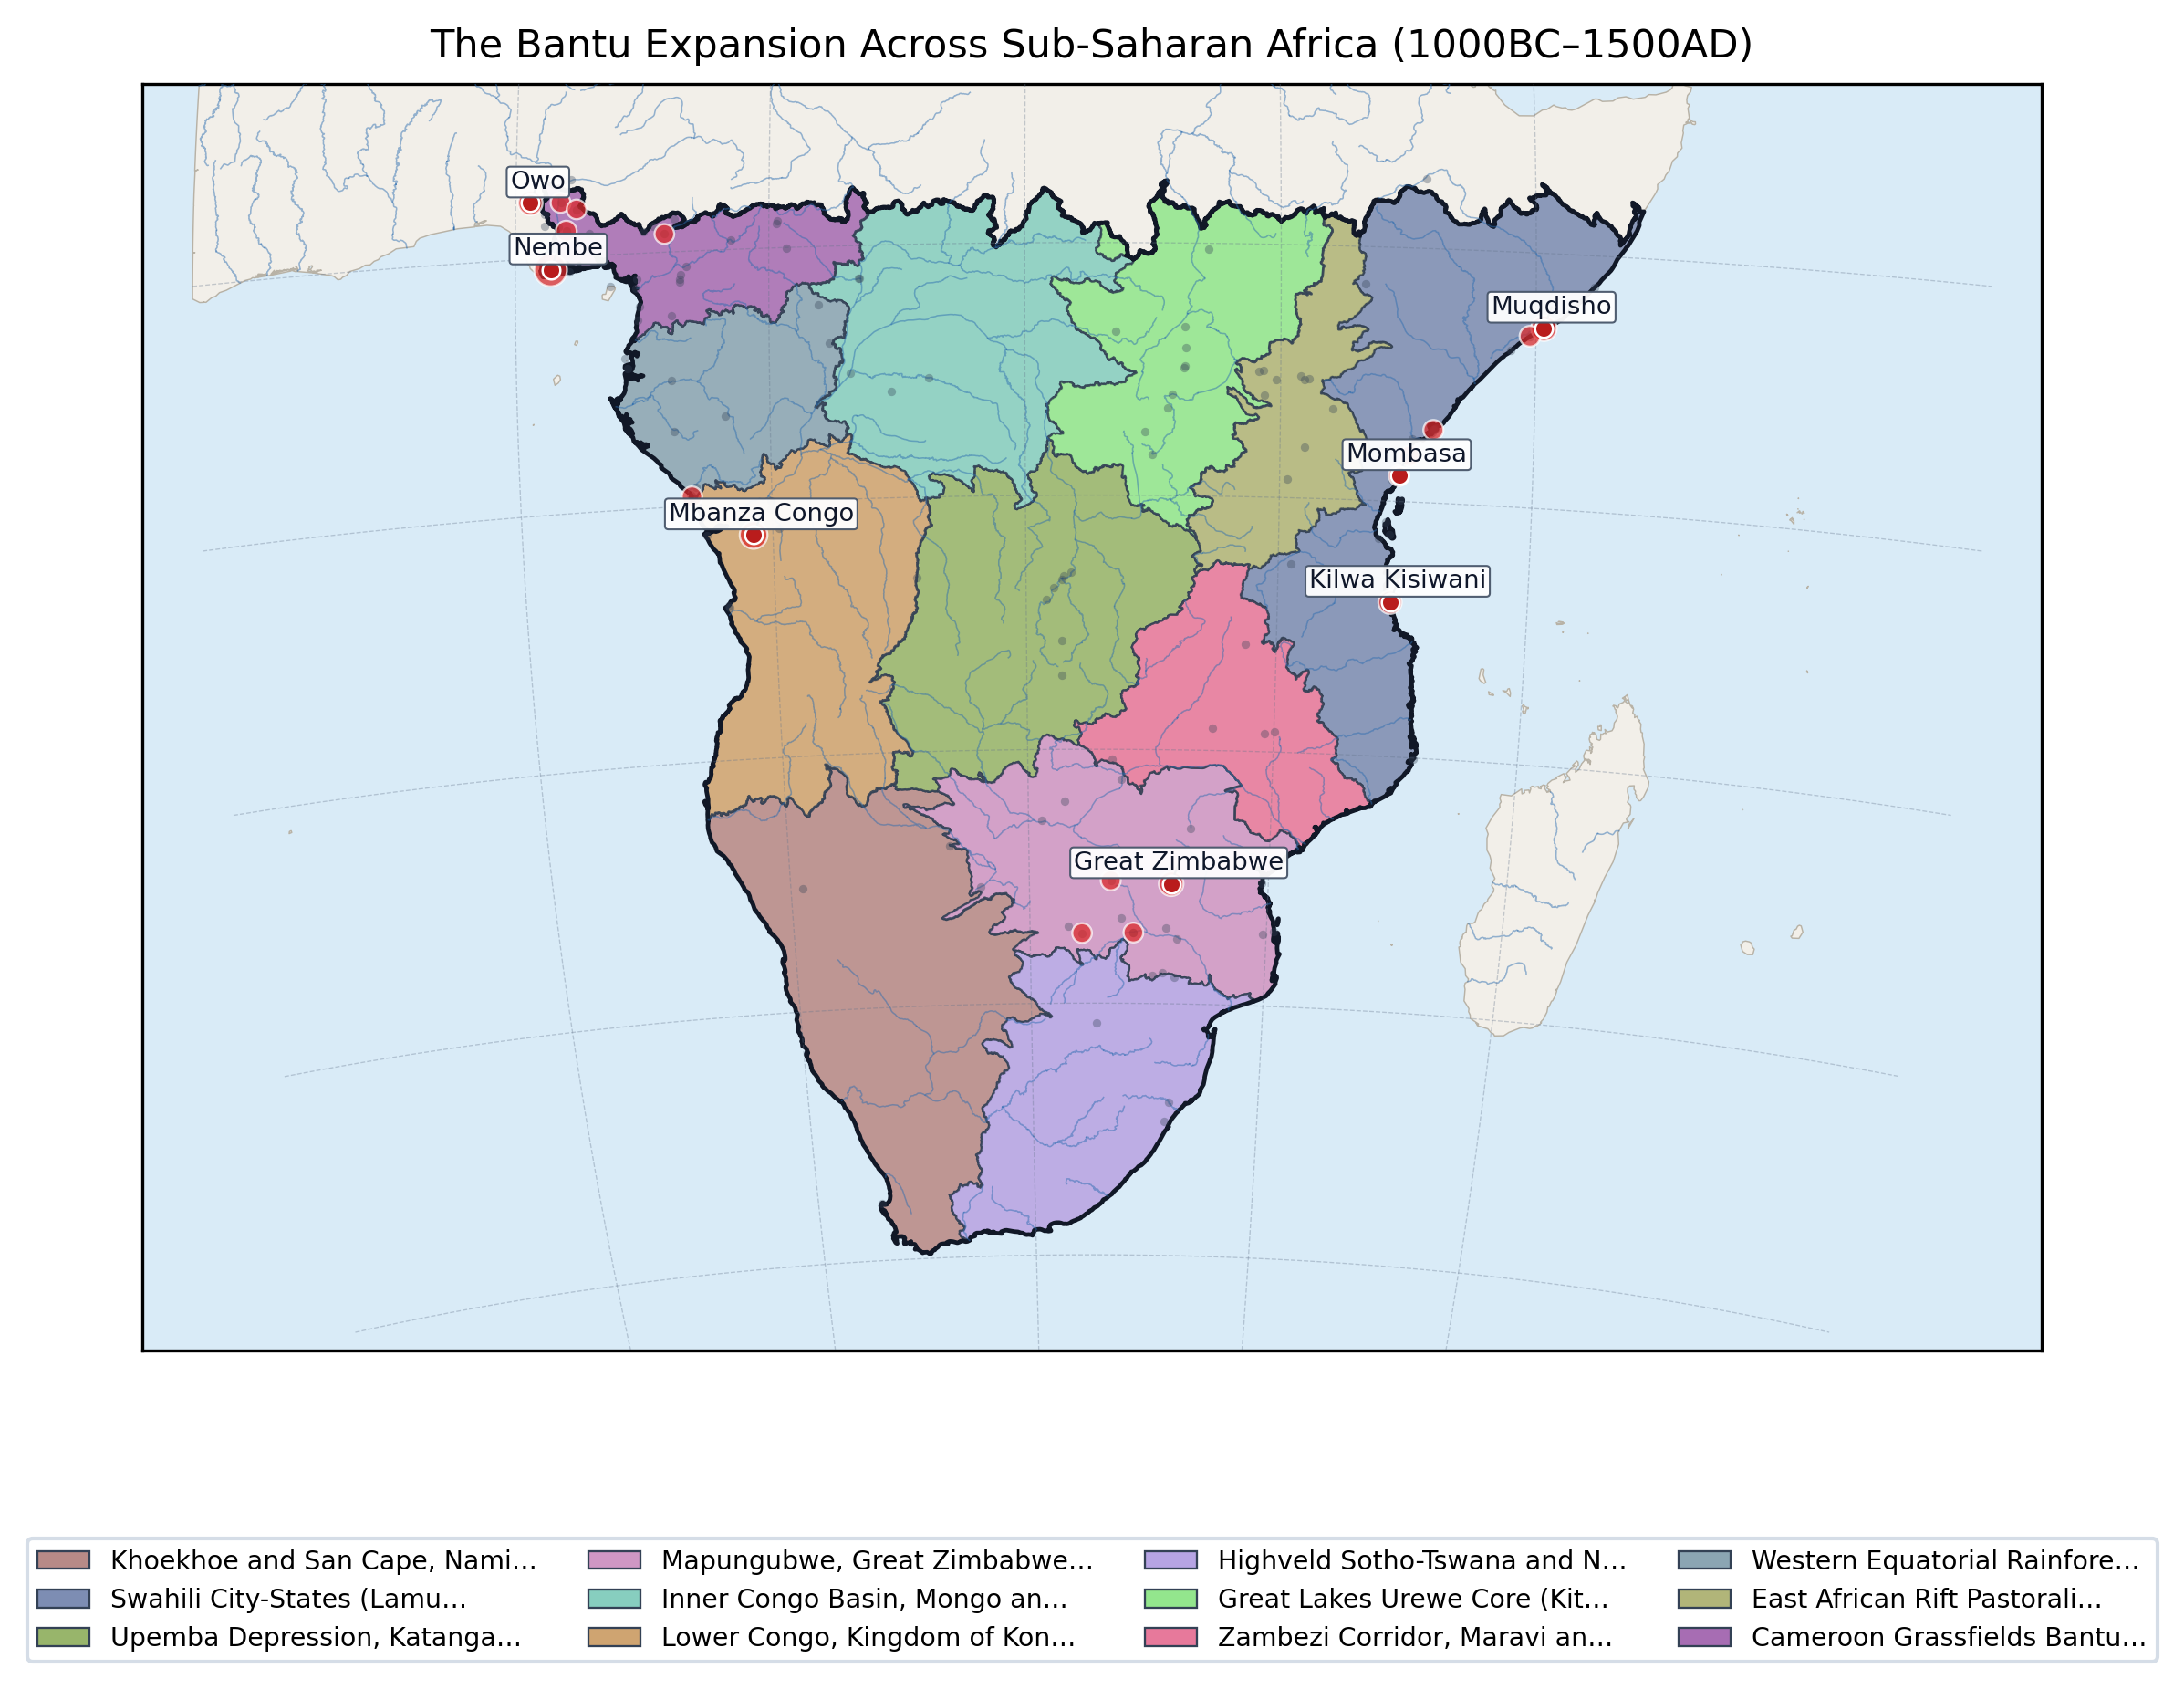 The Bantu Expansion Across Sub-Saharan Africa (1000BC–1500AD)
Owo
Nembe
Muqdisho
Mombasa
Mbanza Congo
Kilwa Kisiwani
Great Zimbabwe
Khoekhoe and San Cape, Nami...
Swahili City-States (Lamu...
Upemba Depression, Katanga...
Mapungubwe, Great Zimbabwe...
Inner Congo Basin, Mongo an...
Lower Congo, Kingdom of Kon...
Highveld Sotho-Tswana and N...
Great Lakes Urewe Core (Kit...
Zambezi Corridor, Maravi an...
Western Equatorial Rainfore...
East African Rift Pastorali...
Cameroon Grassfields Bantu...